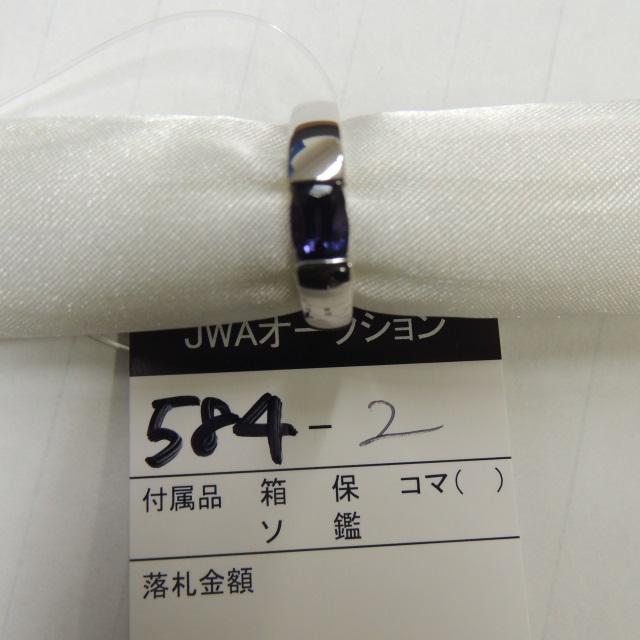 JWAオークション
584-2
付属品 箱 保 コマ( )
ソ 鑑
落札金額